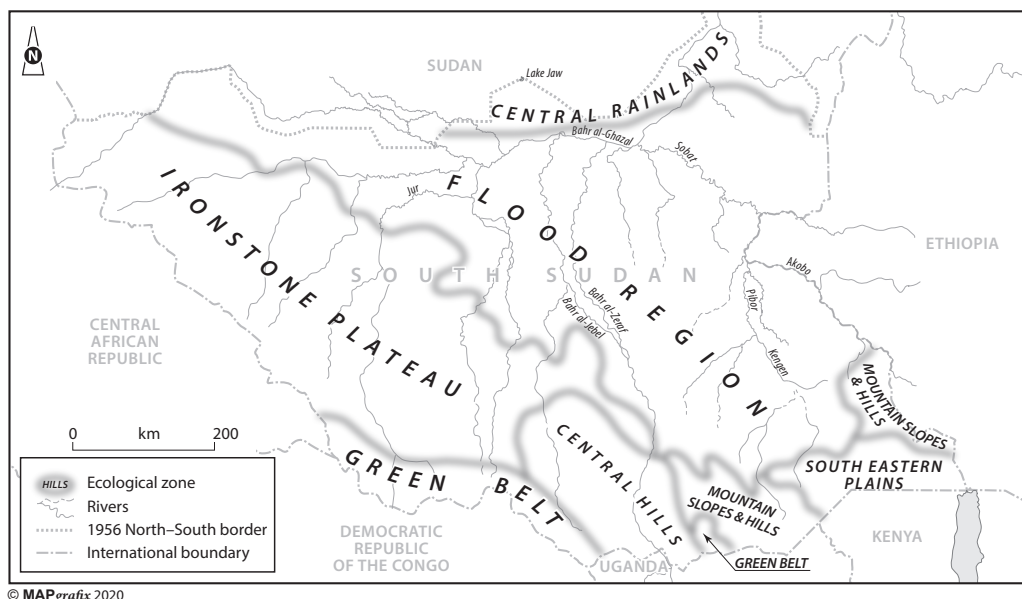 N
SUDAN
Lake Jaw
CENTRAL RAINLANDS
Bahr al-Ghazal
Sobat
IRONSTONE PLATEAU
Jur
FLOOD REGION
ETHIOPIA
SOUTH SUDAN
Akobo
Bahr al-Zeraf
Bahr al-Jebel
Pibor
Kengen
CENTRAL
AFRICAN
REPUBLIC
MOUNTAIN SLOPES
& HILLS
0 km 200
GREEN BELT
CENTRAL HILLS
SOUTH EASTERN
PLAINS
MOUNTAIN
SLOPES & HILLS
HILLS Ecological zone
Rivers
1956 North–South border
International boundary
DEMOCRATIC
REPUBLIC
OF THE CONGO
UGANDA
GREEN BELT
KENYA
© MAPgrafix 2020